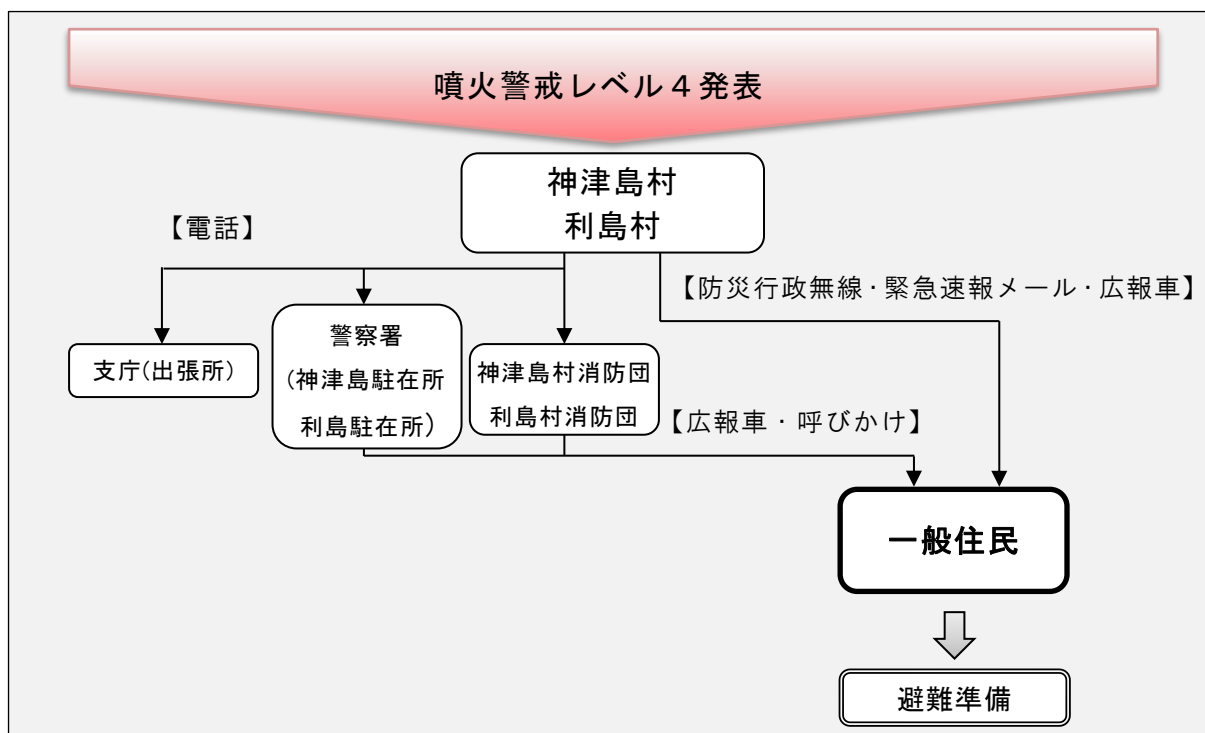 噴火警戒レベル４発表
神津島村
利島村
【電話】
【防災行政無線・緊急速報メール・広報車】
支庁(出張所)
警察署
(神津島駐在所
利島駐在所)
神津島村消防団
利島村消防団
【広報車・呼びかけ】
一般住民
避難準備